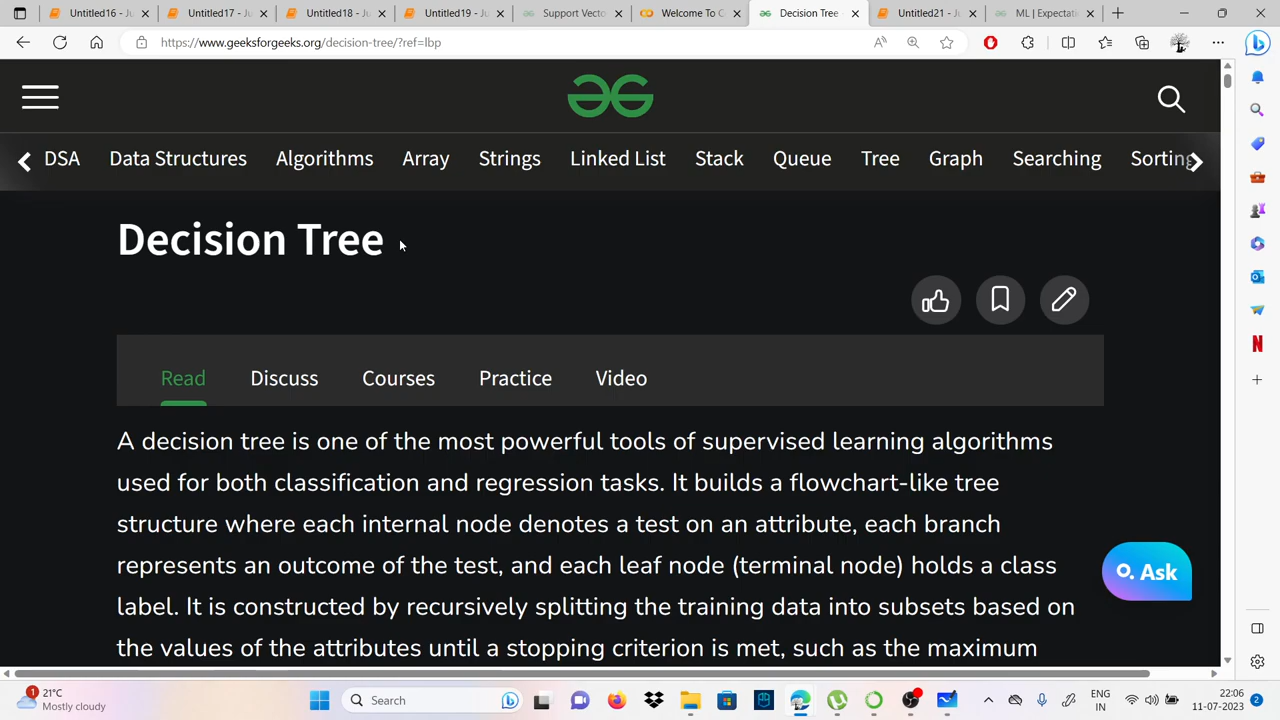 Untitled16 - Ju
Untitled17 - Ju
Untitled18 - Ju
Untitled19 - Ju
Support Vecto
Welcome To C
Decision Tree -
Untitled21 - Ju
ML | Expectati
https://www.geeksforgeeks.org/decision-tree/?ref=lbp
DSA Data Structures Algorithms Array Strings Linked List Stack Queue Tree Graph Searching Sorting
Decision Tree
Read Discuss Courses Practice Video
A decision tree is one of the most powerful tools of supervised learning algorithms
used for both classification and regression tasks. It builds a flowchart-like tree
structure where each internal node denotes a test on an attribute, each branch
represents an outcome of the test, and each leaf node (terminal node) holds a class
label. It is constructed by recursively splitting the training data into subsets based on
the values of the attributes until a stopping criterion is met, such as the maximum
Ask
1
21°C
Mostly cloudy
Search
ENG
IN
22:06
11-07-2023
2